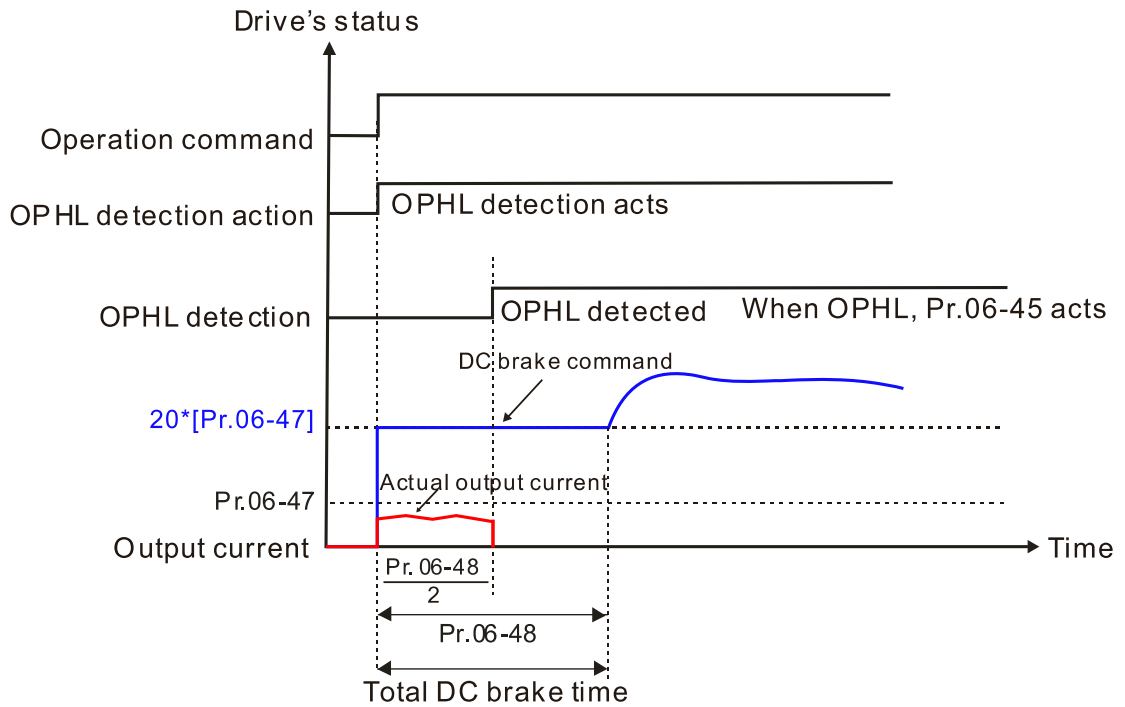 Drive's status
Operation command
OPHL detection action
OPHL detection acts
OPHL detection
OPHL detected
When OPHL, Pr.06-45 acts
DC brake command
20*[Pr.06-47]
Actual output current
Pr.06-47
Output current
Time
Pr. 06-48
2
Pr.06-48
Total DC brake time